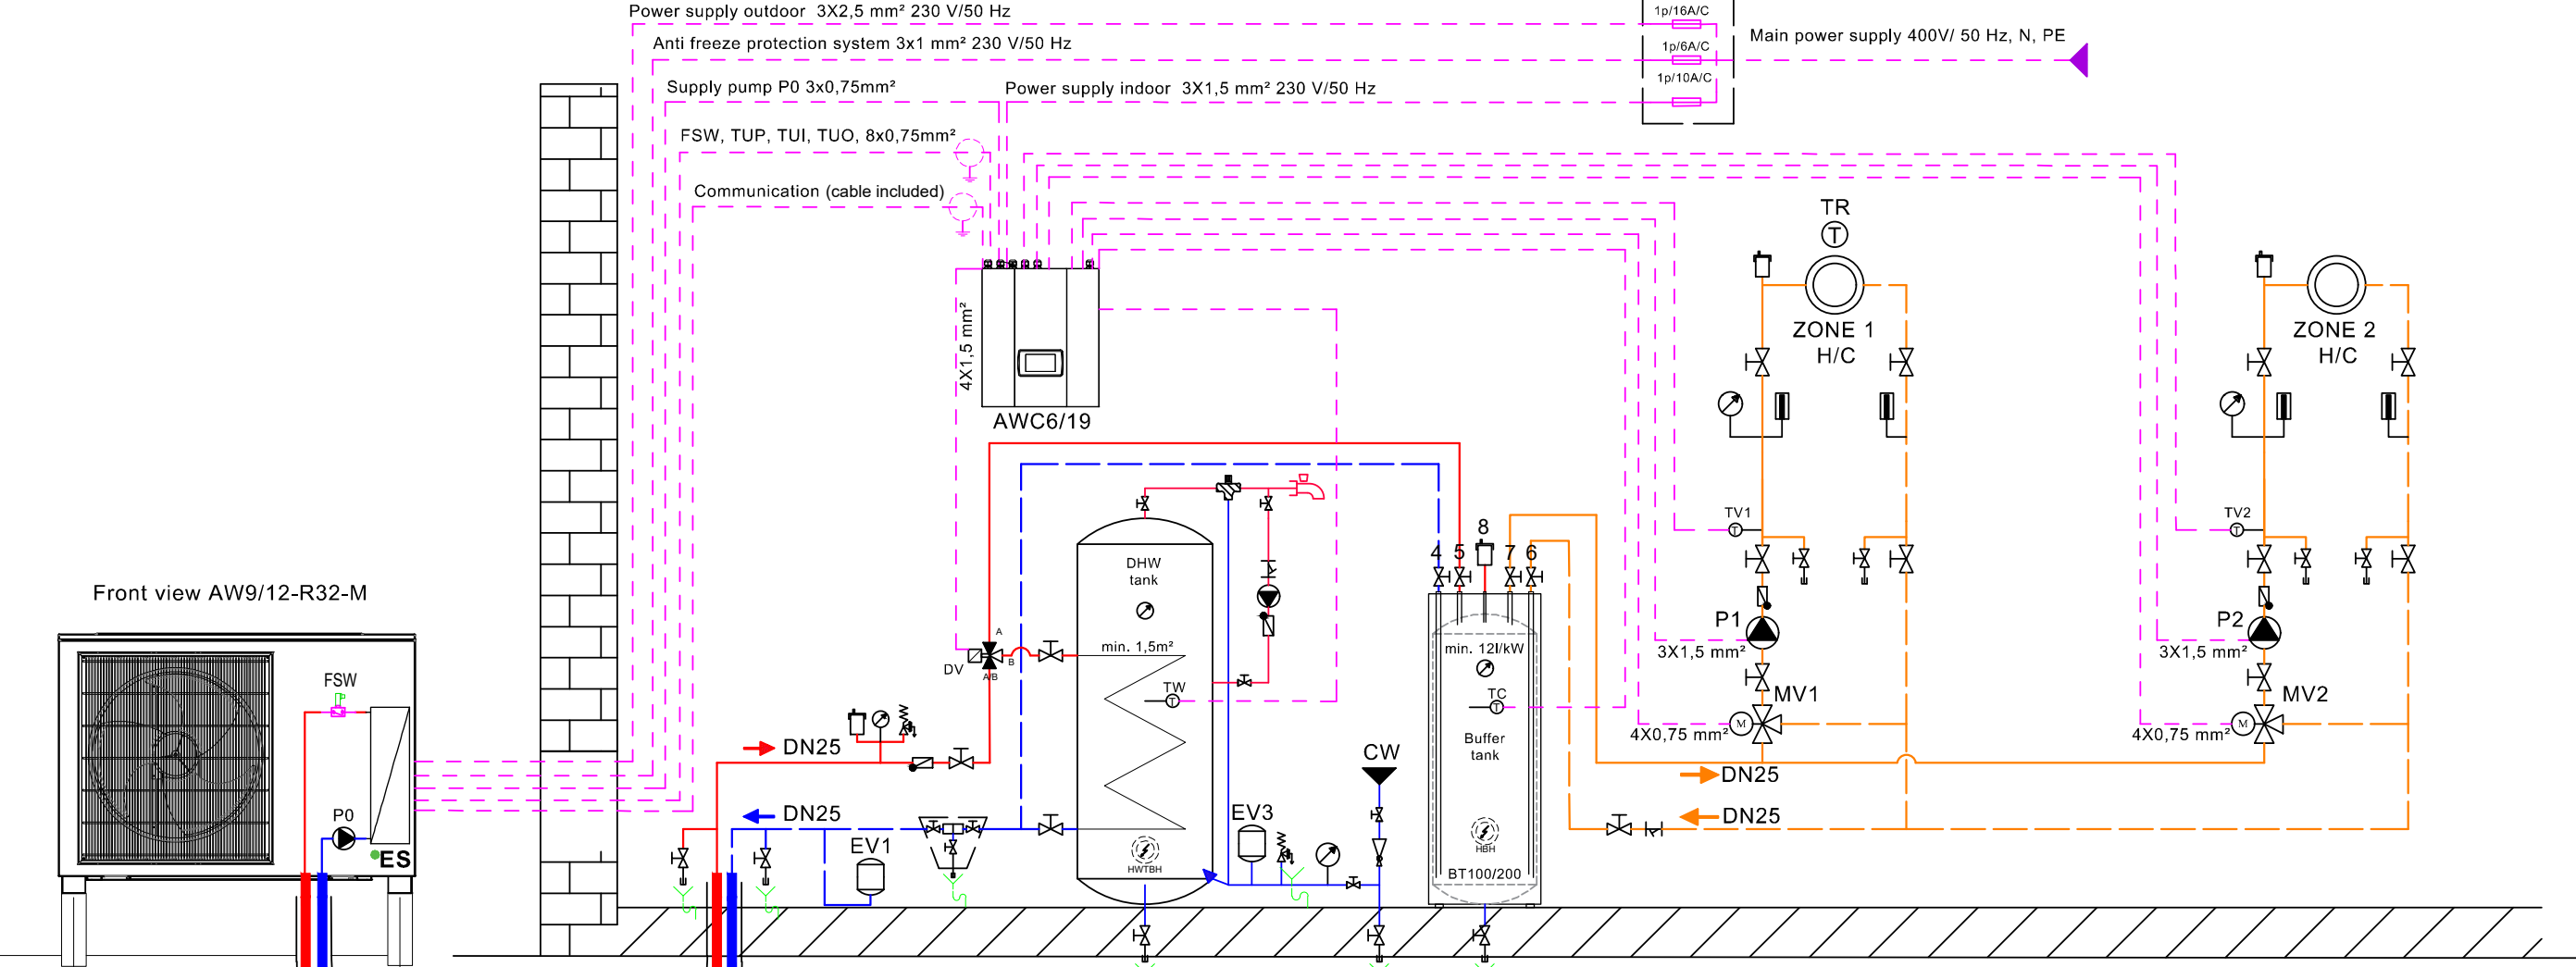 Power supply outdoor 3X2,5 mm² 230 V/50 Hz
1p/16A/C
Anti freeze protection system 3x1 mm² 230 V/50 Hz
1p/6A/C
Main power supply 400V/ 50 Hz, N, PE
Supply pump P0 3x0,75mm²
Power supply indoor 3X1,5 mm² 230 V/50 Hz
1p/10A/C
FSW, TUP, TUI, TUO, 8x0,75mm²
Communication (cable included)
TR
T
4X1,5 mm²
ZONE 1
H/C
ZONE 2
H/C
AWC6/19
TV1
T
TV2
T
8
4
5
7
6
DHW
tank
Front view AW9/12-R32-M
P1
P2
A
B
A/B
DV
min. 1,5m²
min. 12l/kW
3X1,5 mm²
3X1,5 mm²
FSW
TW
T
TC
T
MV1
MV2
M
M
4X0,75 mm²
4X0,75 mm²
DN25
Buffer
tank
CW
DN25
P0
DN25
EV1
EV3
DN25
ES
HWTBH
HBH
BT100/200